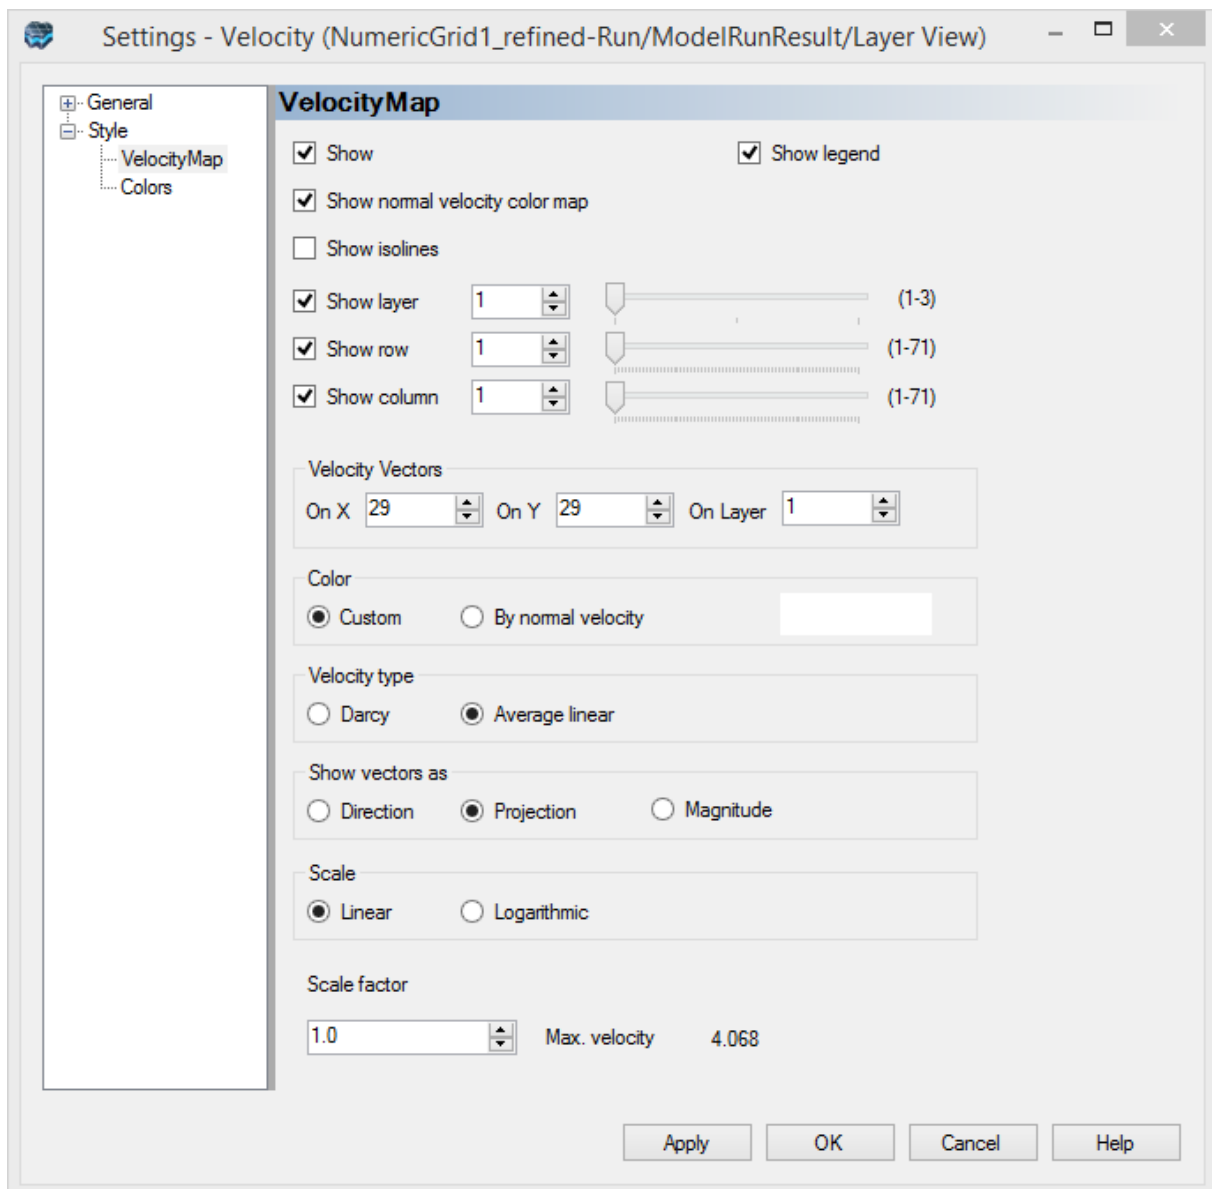 Settings - Velocity (NumericGrid1_refined-Run/ModelRunResult/Layer View)
General
Style
VelocityMap
Colors
VelocityMap
Show
Show legend
Show normal velocity color map
Show isolines
Show layer 1 (1-3)
Show row 1 (1-71)
Show column 1 (1-71)
Velocity Vectors
On X 29 On Y 29 On Layer 1
Color
Custom By normal velocity
Velocity type
Darcy Average linear
Show vectors as
Direction Projection Magnitude
Scale
Linear Logarithmic
Scale factor
1.0 Max. velocity 4.068
Apply OK Cancel Help